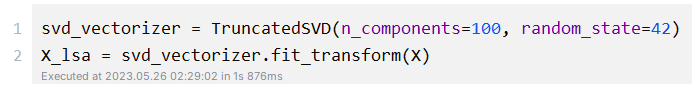 1 svd_vectorizer = TruncatedSVD(n_components=100, random_state=42)
2 X_lsa = svd_vectorizer.fit_transform(X)
Executed at 2023.05.26 02:29:02 in 1s 876ms